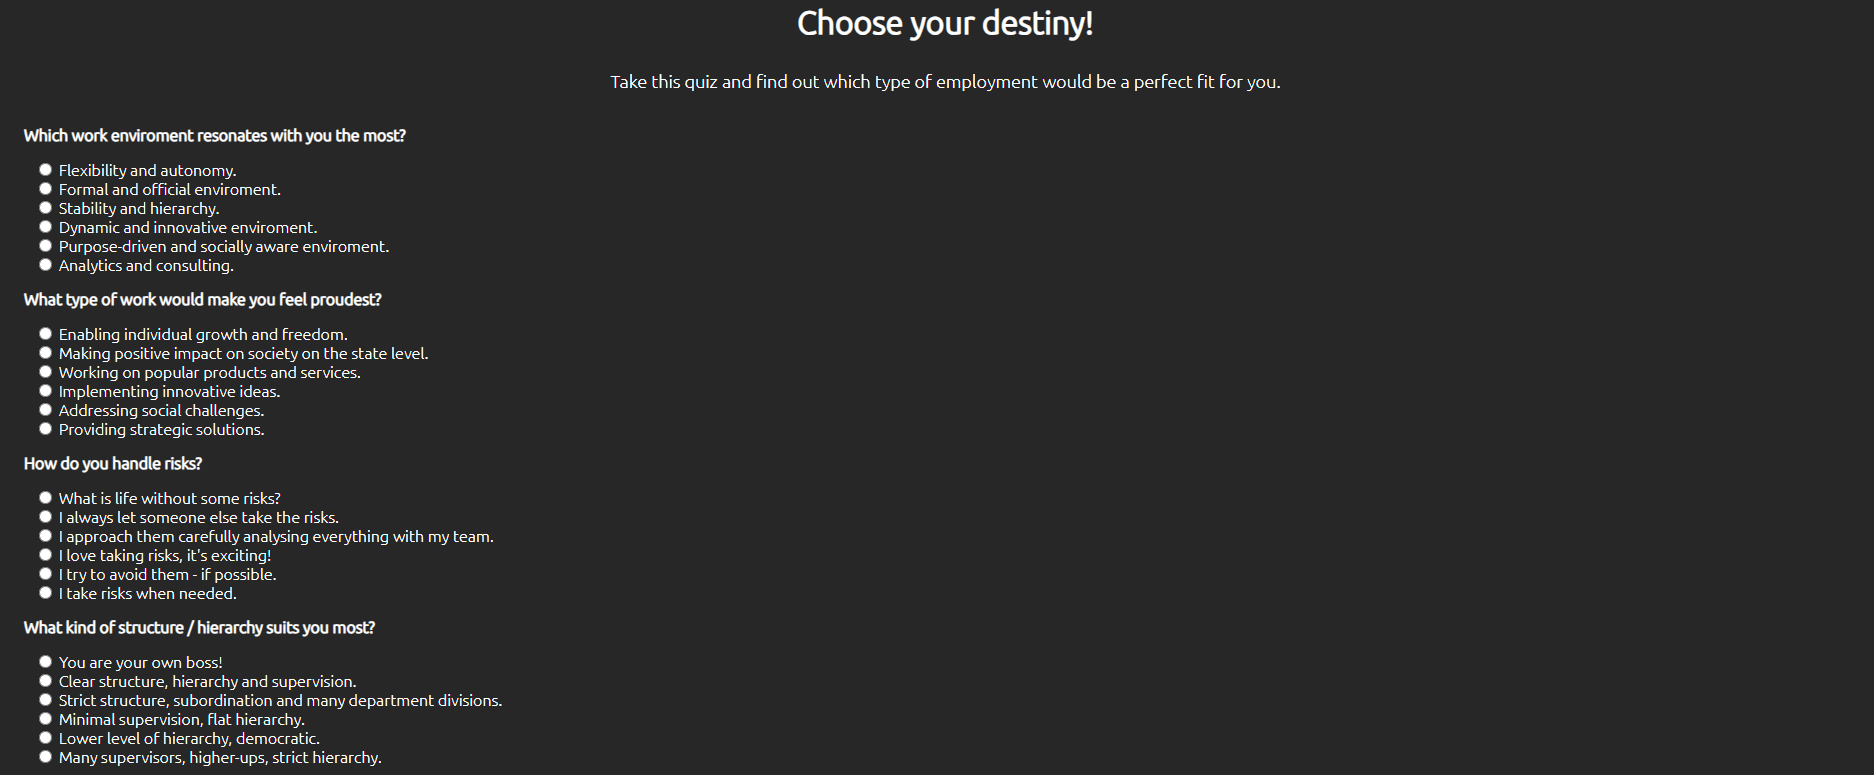 Choose your destiny!
Take this quiz and find out which type of employment would be a perfect fit for you.
Which work enviroment resonates with you the most?
Flexibility and autonomy.
Formal and official enviroment.
Stability and hierarchy.
Dynamic and innovative enviroment.
Purpose-driven and socially aware enviroment.
Analytics and consulting.
What type of work would make you feel proudest?
Enabling individual growth and freedom.
Making positive impact on society on the state level.
Working on popular products and services.
Implementing innovative ideas.
Addressing social challenges.
Providing strategic solutions.
How do you handle risks?
What is life without some risks?
I always let someone else take the risks.
I approach them carefully analysing everything with my team.
I love taking risks, it's exciting!
I try to avoid them - if possible.
I take risks when needed.
What kind of structure / hierarchy suits you most?
You are your own boss!
Clear structure, hierarchy and supervision.
Strict structure, subordination and many department divisions.
Minimal supervision, flat hierarchy.
Lower level of hierarchy, democratic.
Many supervisors, higher-ups, strict hierarchy.